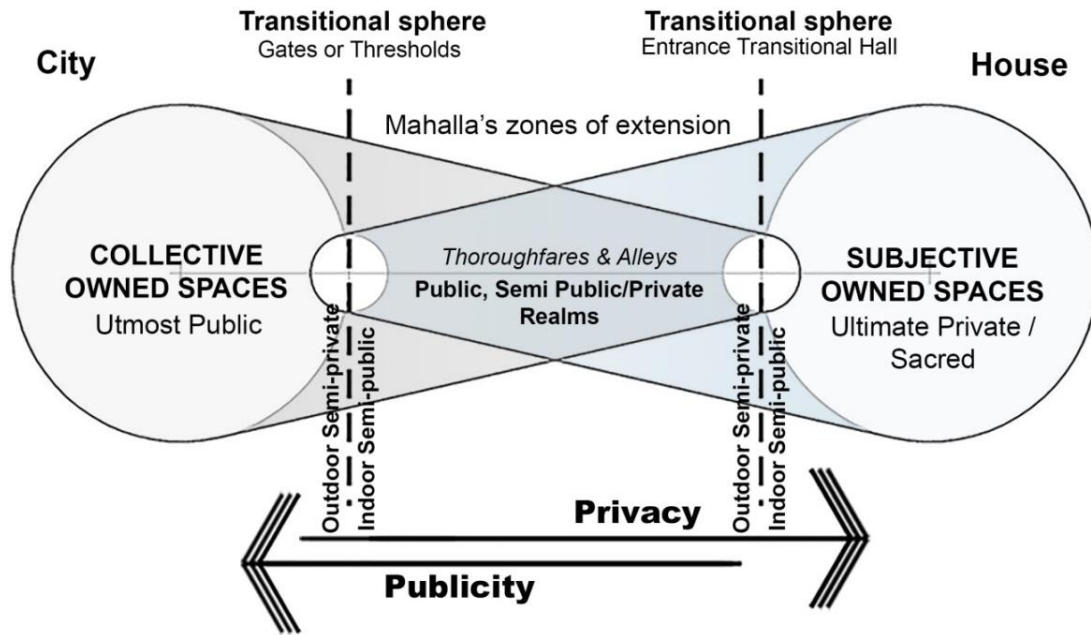 Transitional sphere
Gates or Thresholds
Transitional sphere
Entrance Transitional Hall
City
House
Mahalla's zones of extension
COLLECTIVE
OWNED SPACES
Utmost Public
Thoroughfares & Alleys
Public, Semi Public/Private
Realms
SUBJECTIVE
OWNED SPACES
Ultimate Private /
Sacred
Outdoor Semi-private
Indoor Semi-public
Outdoor Semi-private
Indoor Semi-public
Privacy
Publicity